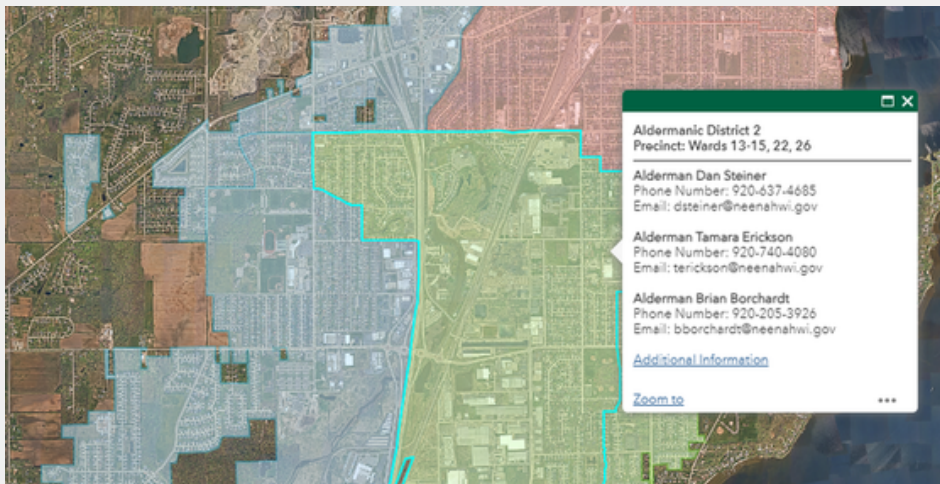 Aldermanic District 2
Precinct: Wards 13-15, 22, 26
Alderman Dan Steiner
Phone Number: 920-637-4685
Email: dsteiner@neenahwi.gov
Alderman Tamara Erickson
Phone Number: 920-740-4080
Email: terickson@neenahwi.gov
Alderman Brian Borchardt
Phone Number: 920-205-3926
Email: bborchardt@neenahwi.gov
Additional Information
Zoom to